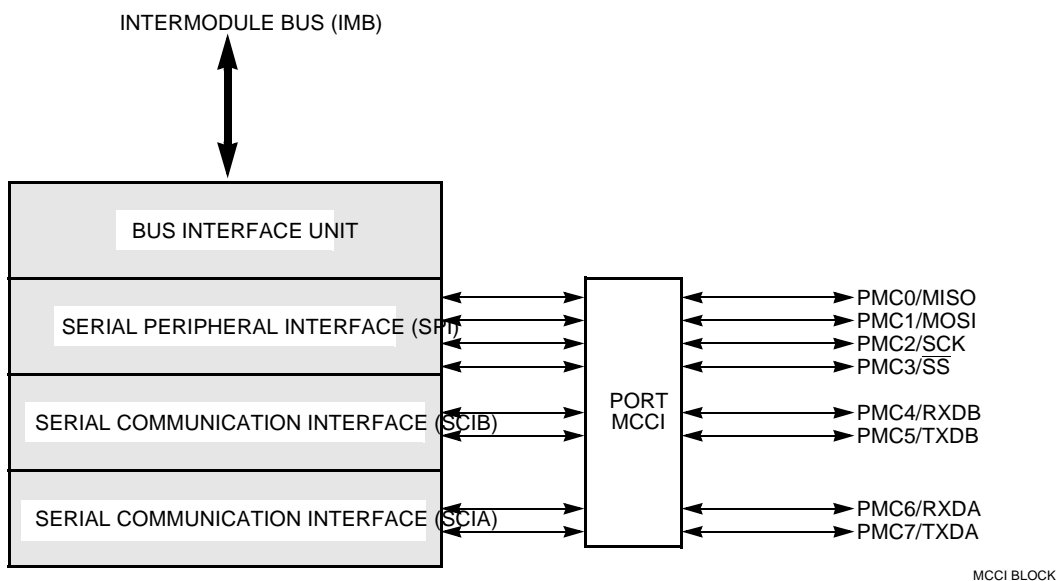 INTERMODULE BUS (IMB)
BUS INTERFACE UNIT
SERIAL PERIPHERAL INTERFACE (SPI)
SERIAL COMMUNICATION INTERFACE (SCIB)
SERIAL COMMUNICATION INTERFACE (SCIA)
PORT
MCCI
PMC0/MISO
PMC1/MOSI
PMC2/SCK
PMC3/S̅S̅
PMC4/RXDB
PMC5/TXDB
PMC6/RXDA
PMC7/TXDA
MCCI BLOCK